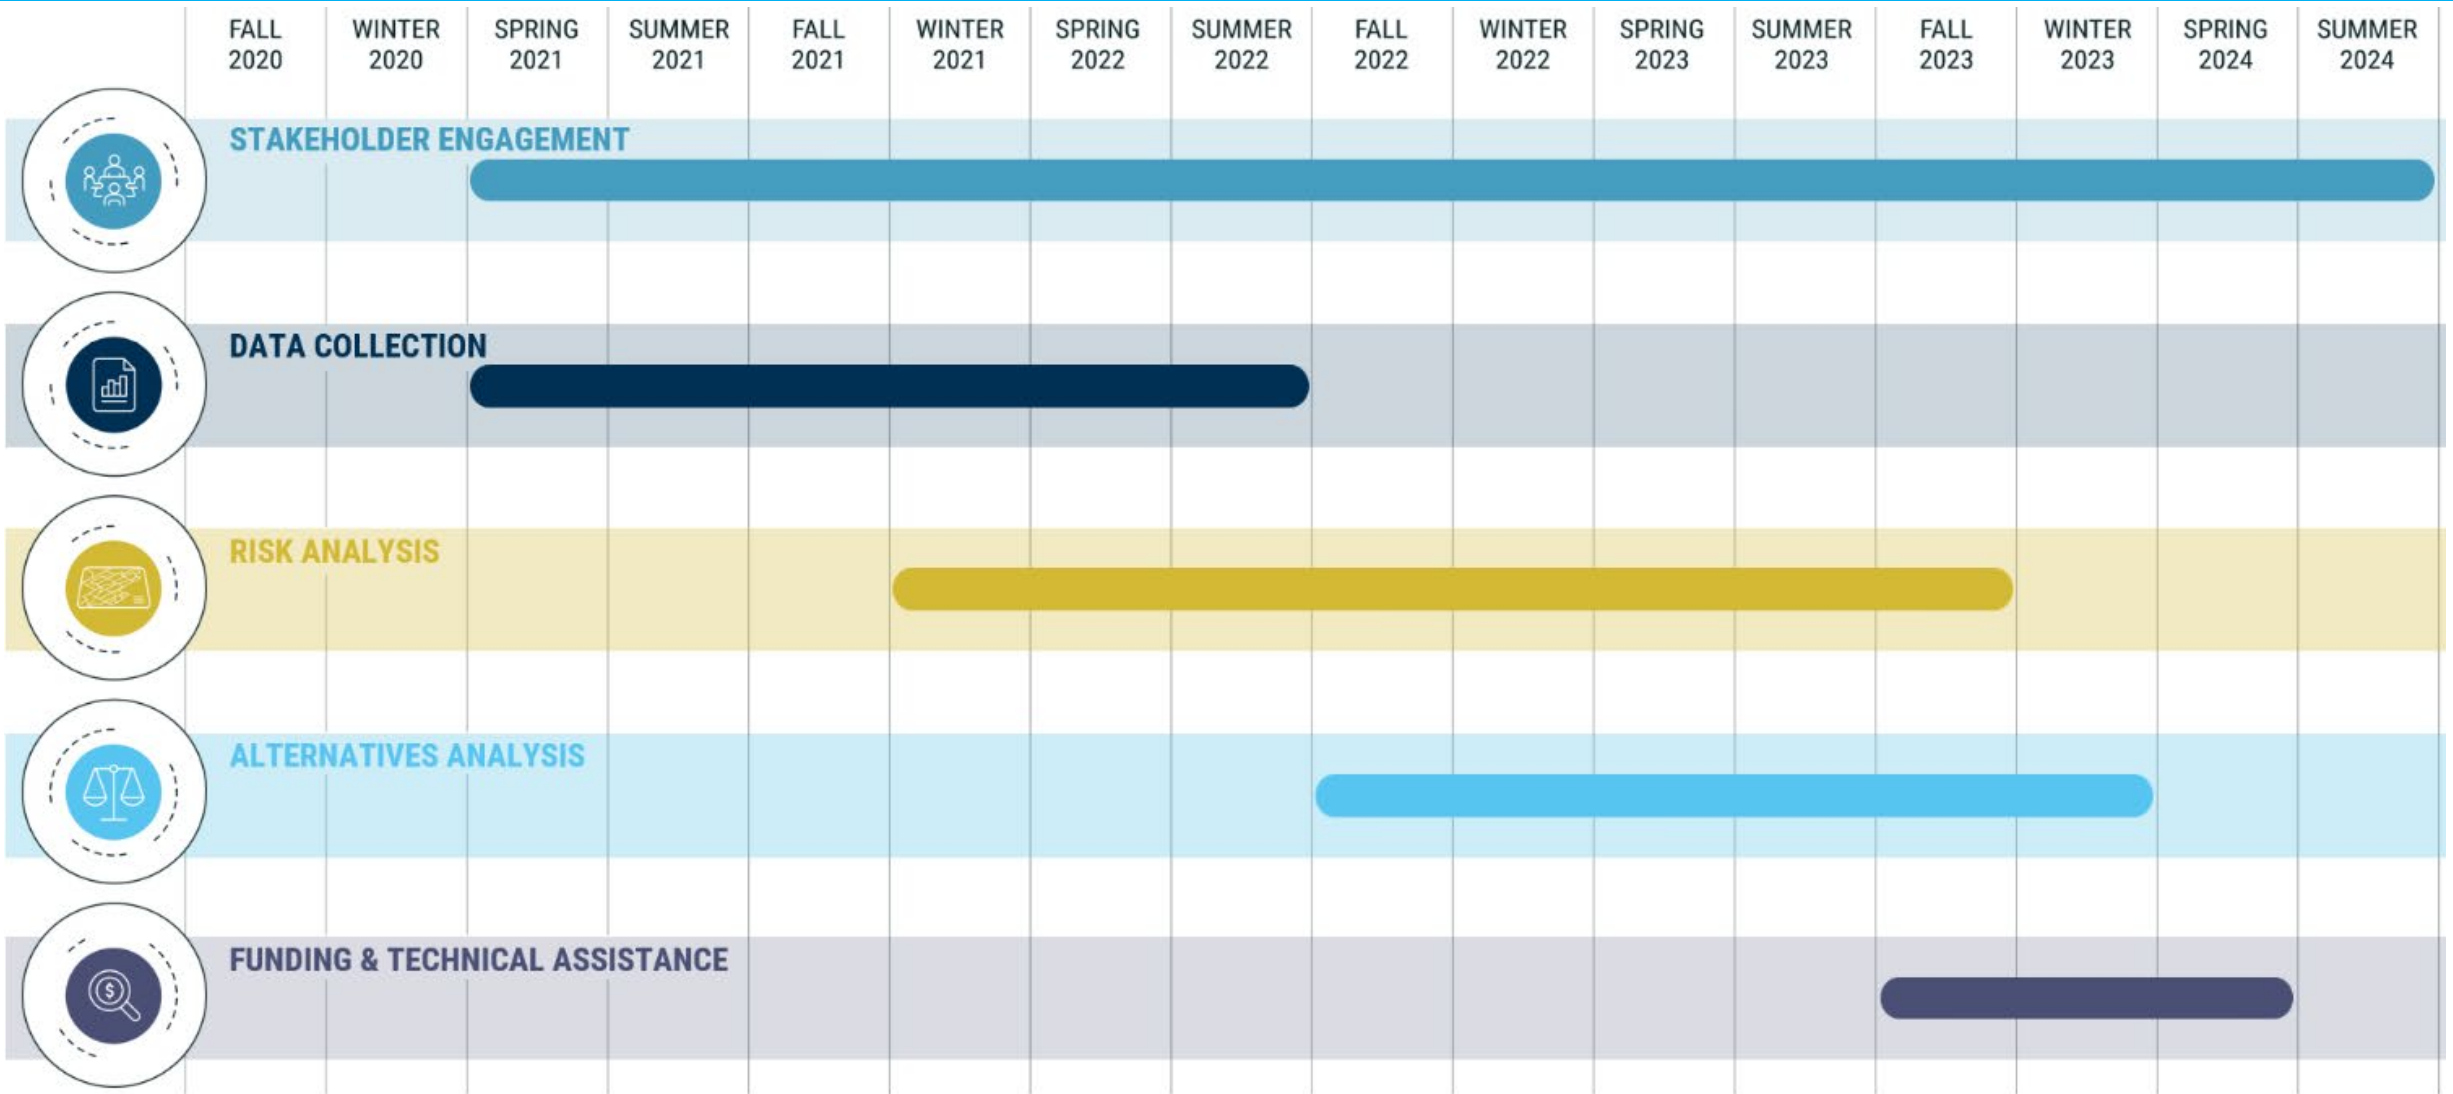 FALL
2020
WINTER
2020
SPRING
2021
SUMMER
2021
FALL
2021
WINTER
2021
SPRING
2022
SUMMER
2022
FALL
2022
WINTER
2022
SPRING
2023
SUMMER
2023
FALL
2023
WINTER
2023
SPRING
2024
SUMMER
2024
STAKEHOLDER ENGAGEMENT
DATA COLLECTION
RISK ANALYSIS
ALTERNATIVES ANALYSIS
FUNDING & TECHNICAL ASSISTANCE
$